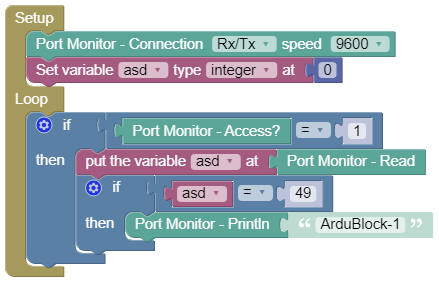 Setup
Port Monitor - Connection Rx/Tx speed 9600
Set variable asd type integer at 0
Loop
if Port Monitor - Access? = 1
then put the variable asd at Port Monitor - Read
if asd = 49
then Port Monitor - Println “ ArduBlock-1 ”